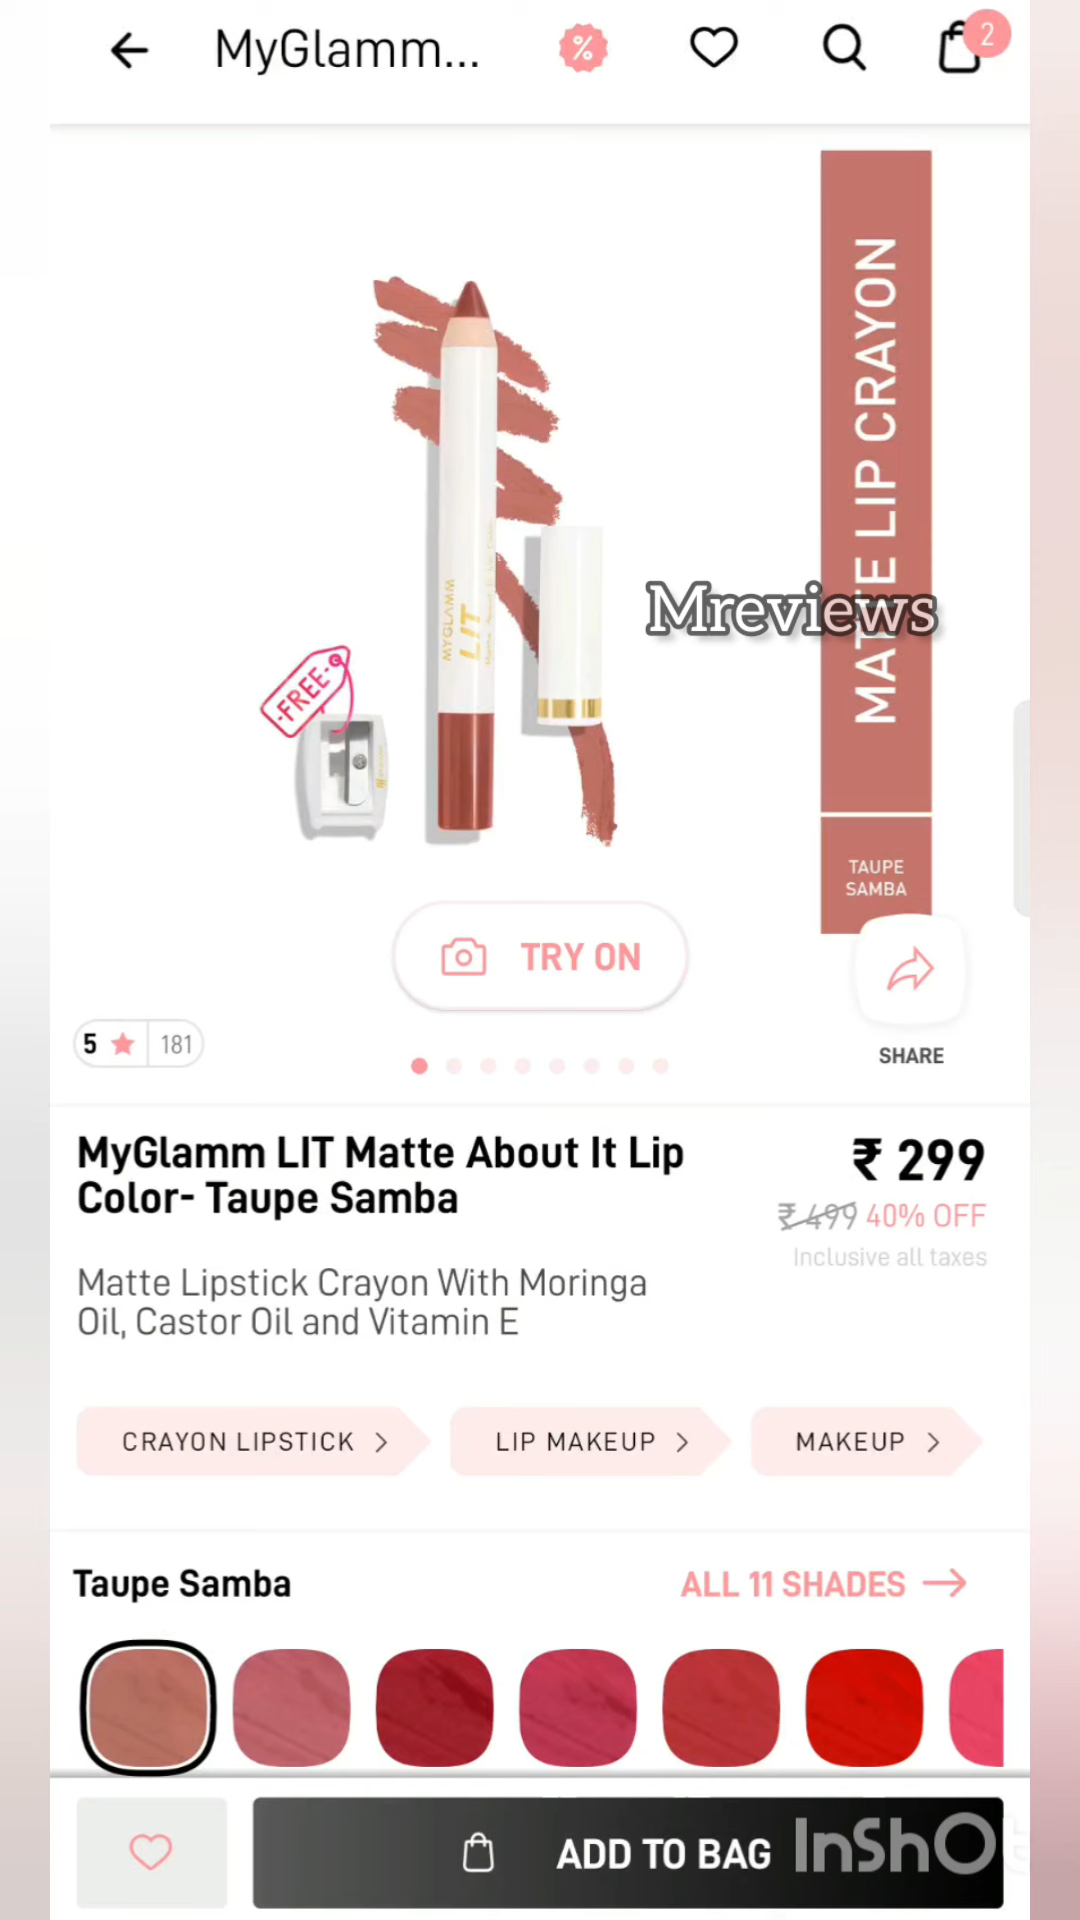 MyGlamm...
%
2
MATTE LIP CRAYON
TAUPE
SAMBA
MYGLAMM
LIT
FREE
Mreviews
TRY ON
5 ★ 181
SHARE
MyGlamm LIT Matte About It Lip
Color- Taupe Samba
₹ 299
₹ 499 40% OFF
Inclusive all taxes
Matte Lipstick Crayon With Moringa
Oil, Castor Oil and Vitamin E
CRAYON LIPSTICK >
LIP MAKEUP >
MAKEUP >
Taupe Samba
ALL 11 SHADES →
ADD TO BAG
InShOt